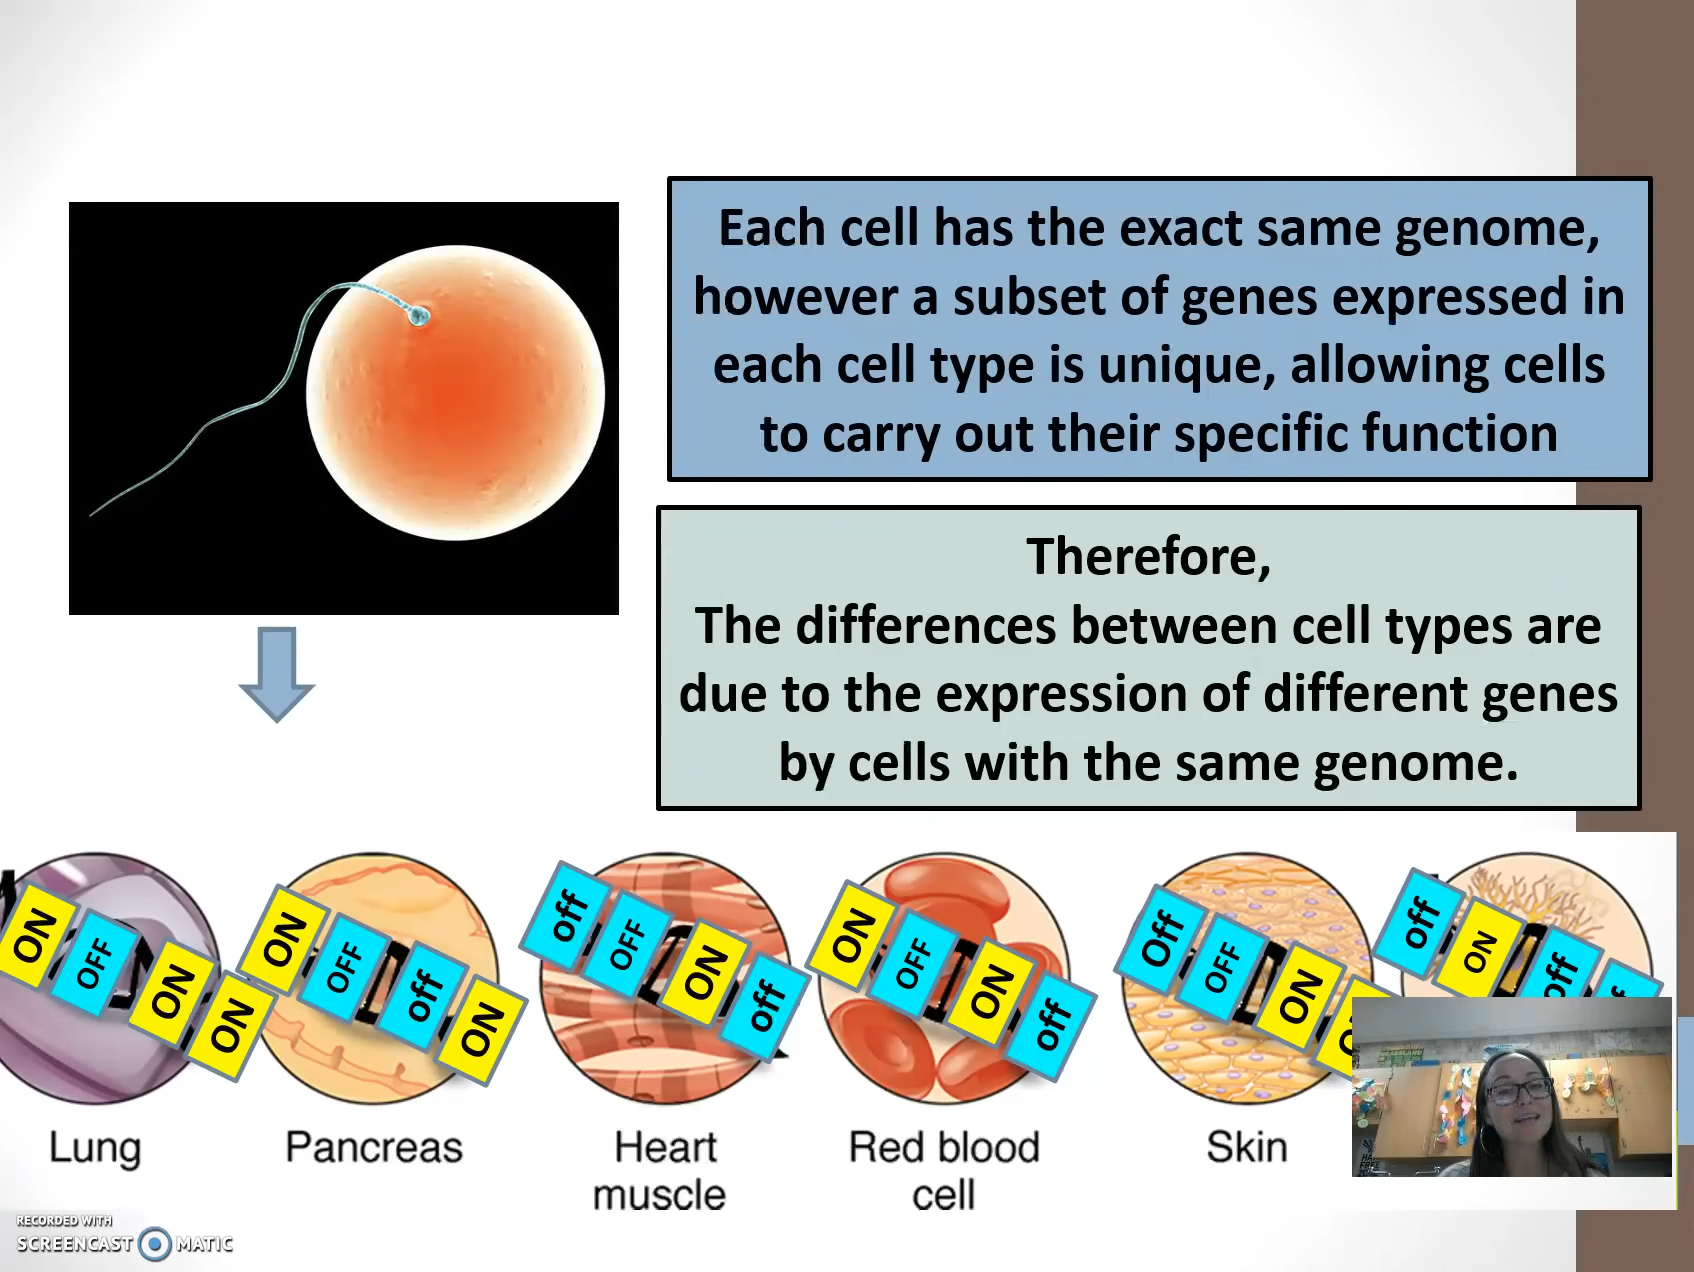 Each cell has the exact same genome,
however a subset of genes expressed in
each cell type is unique, allowing cells
to carry out their specific function
Therefore,
The differences between cell types are
due to the expression of different genes
by cells with the same genome.
ON OFF ON ON
ON OFF off ON
off OFF ON off
ON OFF ON off
Off OFF ON
off ON off
Lung
Pancreas
Heart
muscle
Red blood
cell
Skin
RECORDED WITH
SCREENCAST MATIC